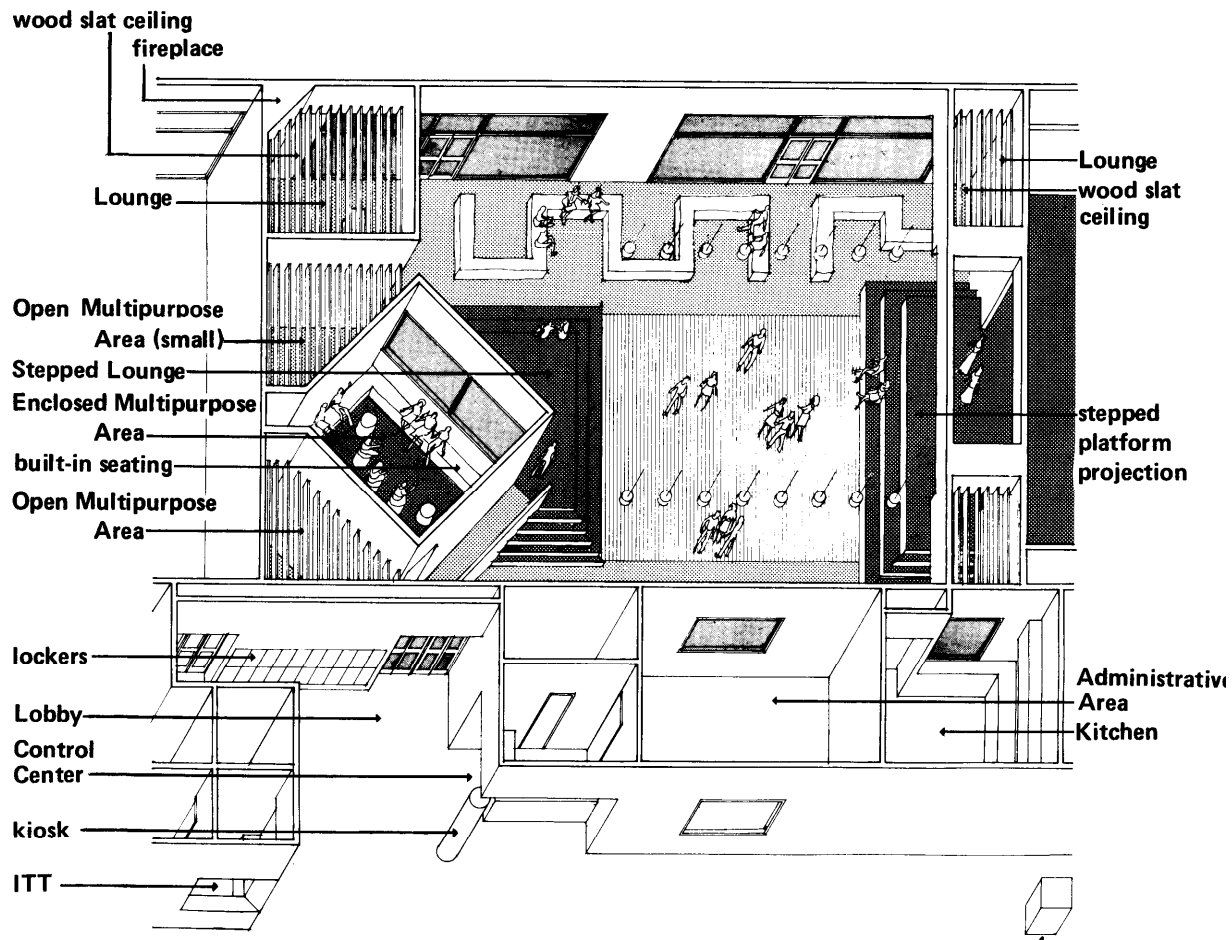 wood slat ceiling
fireplace
Lounge
Open Multipurpose
Area (small)
Stepped Lounge
Enclosed Multipurpose
Area
built-in seating
Open Multipurpose
Area
lockers
Lobby
Control
Center
kiosk
ITT
Lounge
wood slat
ceiling
stepped
platform
projection
Administrative
Area
Kitchen